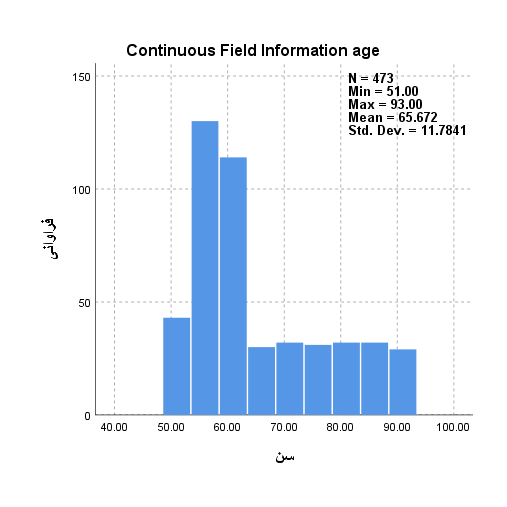 Continuous Field Information age
N = 473
Min = 51.00
Max = 93.00
Mean = 65.672
Std. Dev. = 11.7841
فراوانی
150
100
50
0
40.00 50.00 60.00 70.00 80.00 90.00 100.00
سن